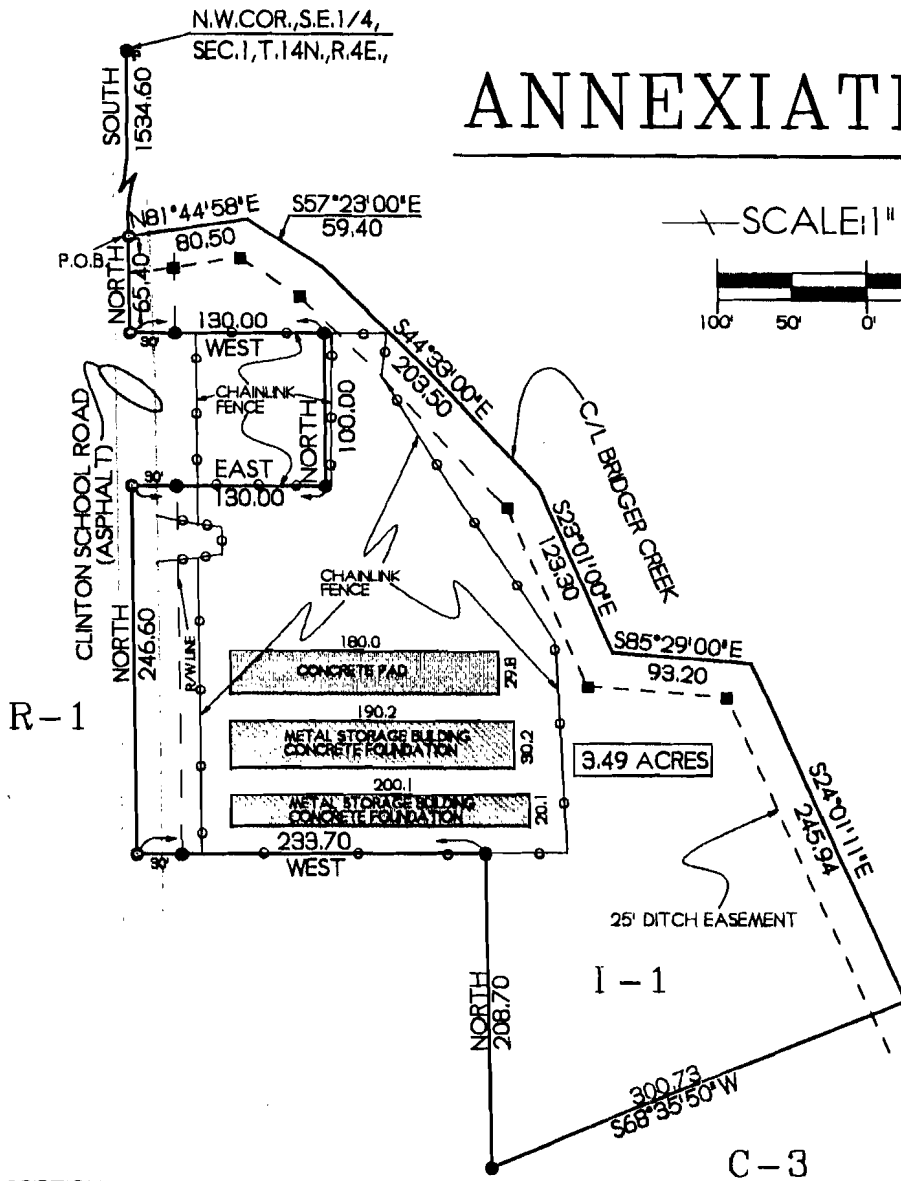 N.W.COR.,S.E.1/4,
SEC.1,T.14N.,R.4E.,
SOUTH
1534.60
ANNEXIATI
SCALE:1"
100' 50' 0'
N81°44'58"E
80.50
S57°23'00"E
59.40
P.O.B.
NORTH
65.40
130.00
WEST
30'
S44°33'00"E
203.50
CHAINLINK
FENCE
NORTH
100.00
CLINTON SCHOOL ROAD
(ASPHALT)
EAST
130.00
30'
C/L BRIDGER CREEK
S23°01'00"E
123.30
CHAINLINK
FENCE
NORTH
246.60
R/W LINE
S85°29'00"E
93.20
180.0
CONCRETE PAD
29.8
R-1
190.2
METAL STORAGE BUILDING
CONCRETE FOUNDATION
30.2
3.49 ACRES
200.1
METAL STORAGE BUILDING
CONCRETE FOUNDATION
20.1
S24°01'11"E
245.94
233.70
WEST
30'
25' DITCH EASEMENT
I-1
NORTH
208.70
300.73
S68°35'50"W
C-3